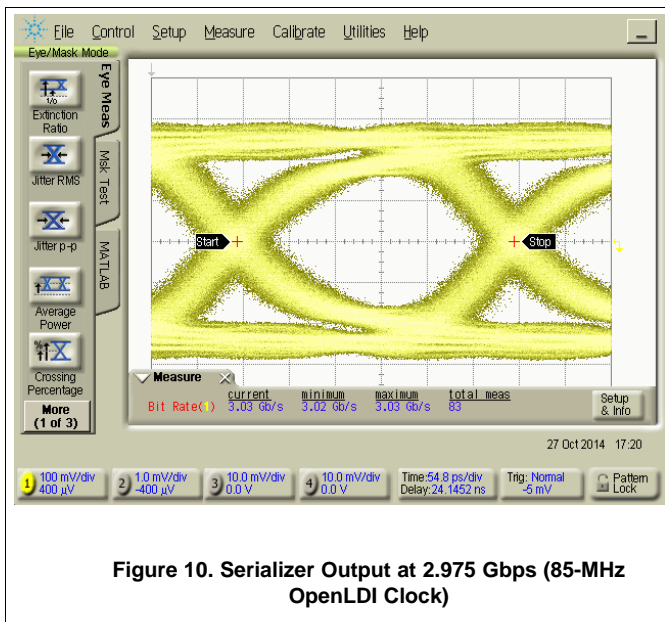 File Control Setup Measure Calibrate Utilities Help
Eye/Mask Mode
Eye Meas
Msk Test
MATLAB
1/0
Extinction
Ratio
Jitter RMS
Jitter p-p
Average
Power
%
Crossing
Percentage
More
(1 of 3)
Start
Stop
Measure
current minimum maximum total meas
Bit Rate(1) 3.03 Gb/s 3.02 Gb/s 3.03 Gb/s 83
Setup
& Info
27 Oct 2014 17:20
1 100 mV/div
400 µV
2 1.0 mV/div
-400 µV
3 10.0 mV/div
0.0 V
4 10.0 mV/div
0.0 V
Time:54.8 ps/div
Delay:24.1452 ns
Trig: Normal
-5 mV
Pattern
Lock
Figure 10. Serializer Output at 2.975 Gbps (85-MHz
OpenLDI Clock)